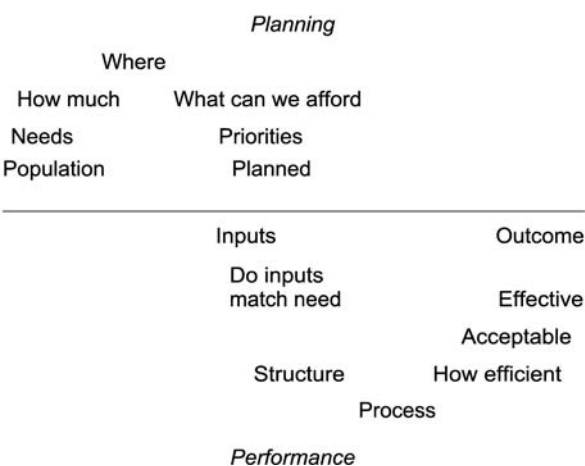 Planning
Where
How much What can we afford
Needs Priorities
Population Planned
Inputs Outcome
Do inputs
match need Effective
Acceptable
Structure How efficient
Process
Performance